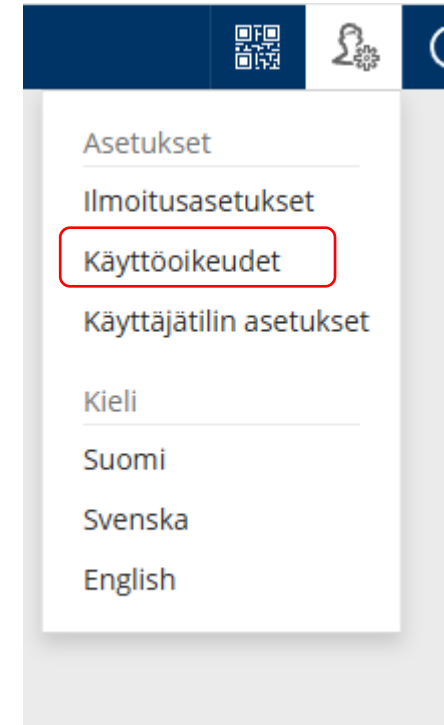 Asetukset
Ilmoitusasetukset
Käyttöoikeudet
Käyttäjätilin asetukset
Kieli
Suomi
Svenska
English